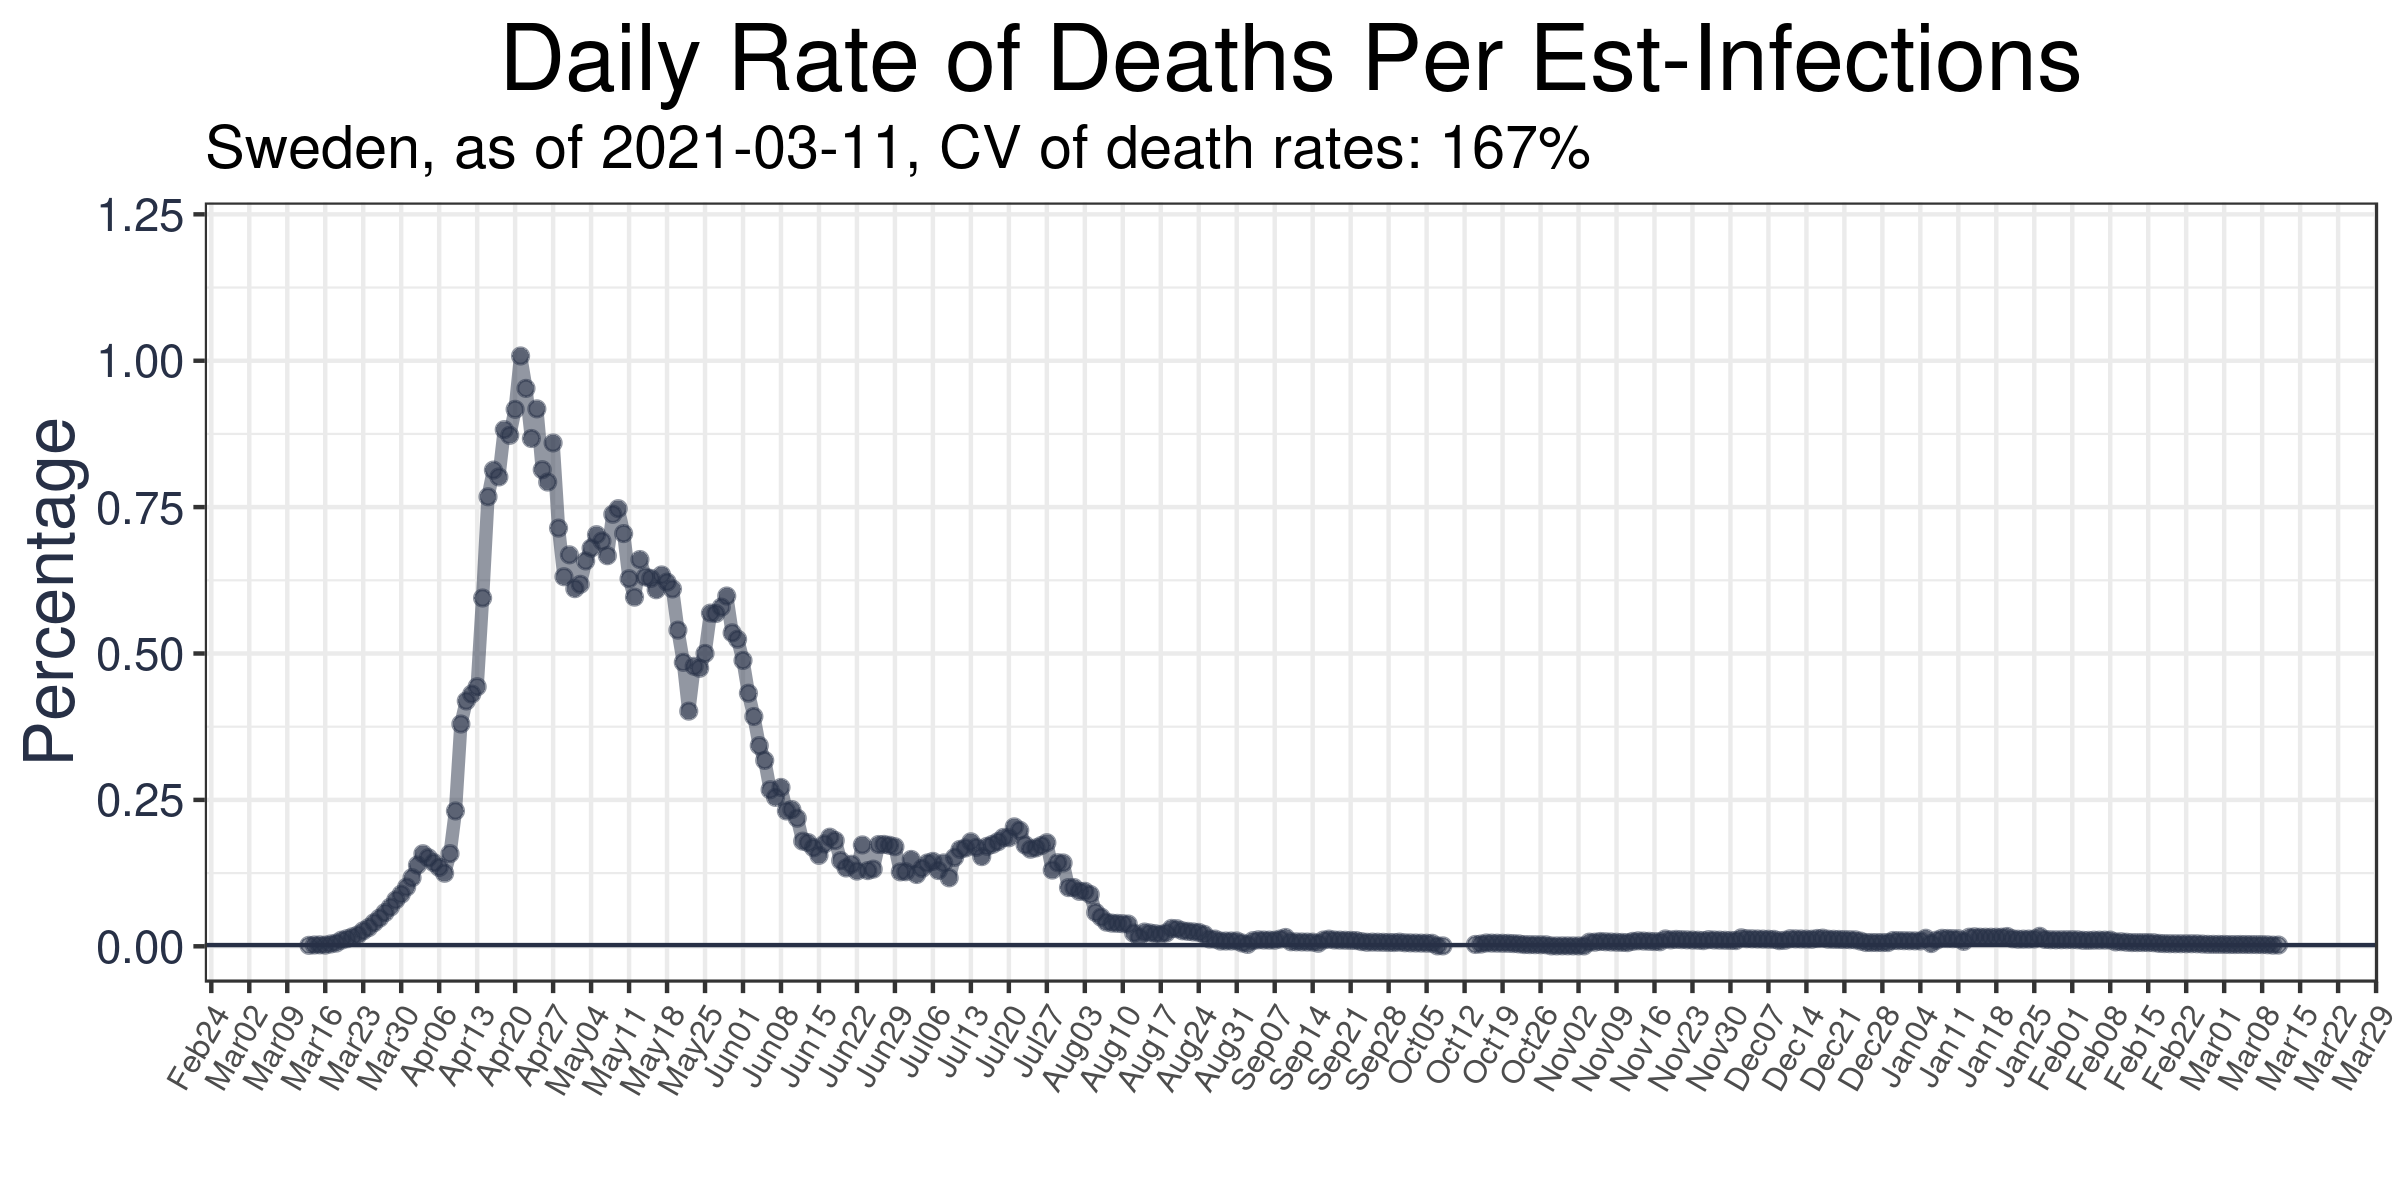 Daily Rate of Deaths Per Est-Infections
Sweden, as of 2021-03-11, CV of death rates: 167%
Percentage
1.25
1.00
0.75
0.50
0.25
0.00
Feb24
Mar02
Mar09
Mar16
Mar23
Mar30
Apr06
Apr13
Apr20
Apr27
May04
May11
May18
May25
Jun01
Jun08
Jun15
Jun22
Jun29
Jul06
Jul13
Jul20
Jul27
Aug03
Aug10
Aug17
Aug24
Aug31
Sep07
Sep14
Sep21
Sep28
Oct05
Oct12
Oct19
Oct26
Nov02
Nov09
Nov16
Nov23
Nov30
Dec07
Dec14
Dec21
Dec28
Jan04
Jan11
Jan18
Jan25
Feb01
Feb08
Feb15
Feb22
Mar01
Mar08
Mar15
Mar22
Mar29